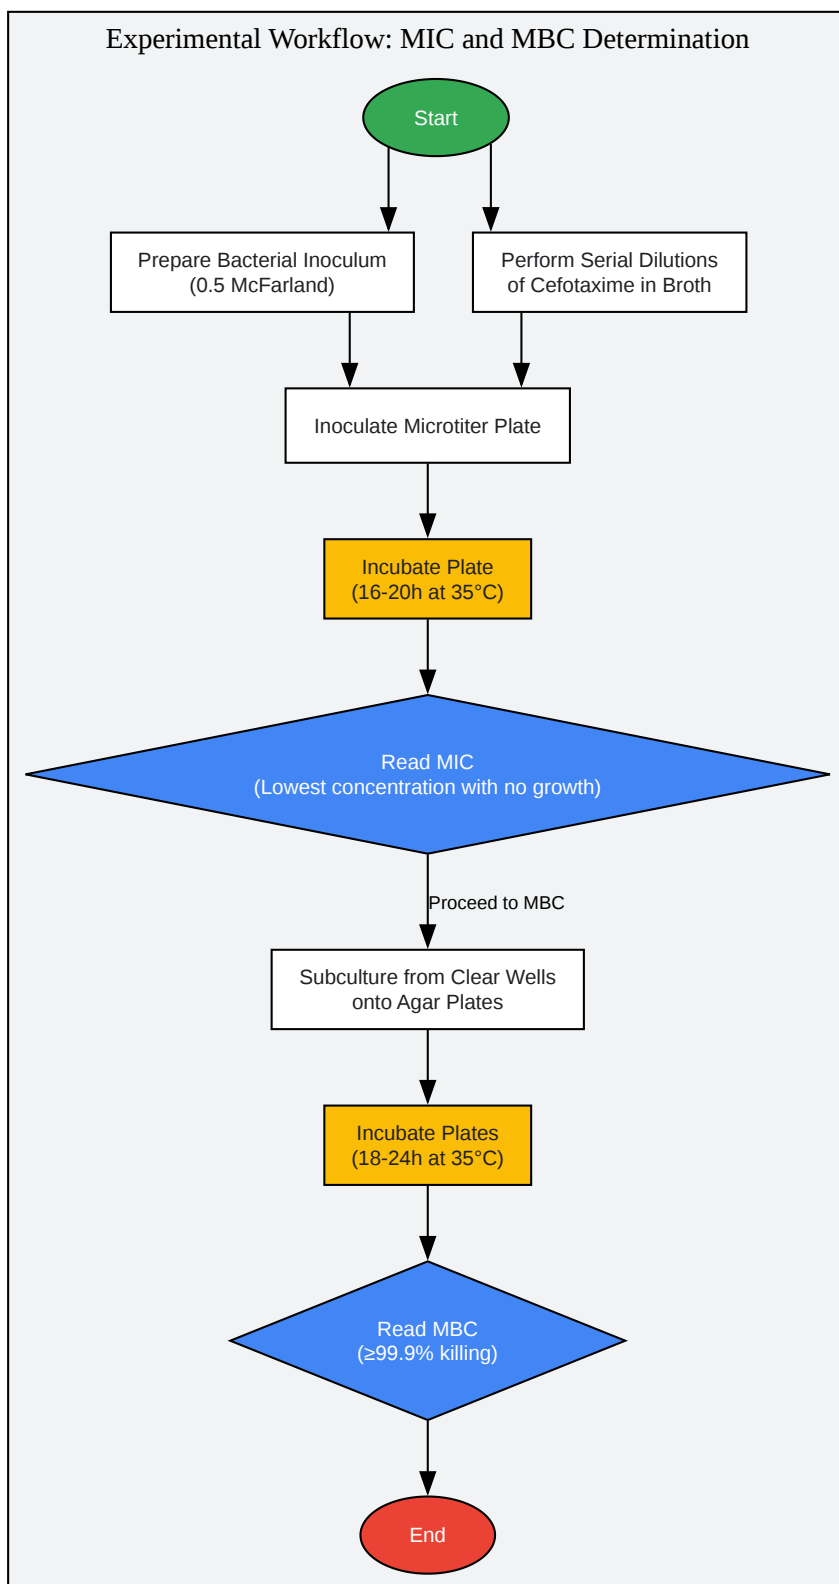 Experimental Workflow: MIC and MBC Determination
Start
Prepare Bacterial Inoculum
(0.5 McFarland)
Perform Serial Dilutions
of Cefotaxime in Broth
Inoculate Microtiter Plate
Incubate Plate
(16-20h at 35°C)
Read MIC
(Lowest concentration with no growth)
Proceed to MBC
Subculture from Clear Wells
onto Agar Plates
Incubate Plates
(18-24h at 35°C)
Read MBC
(≥99.9% killing)
End